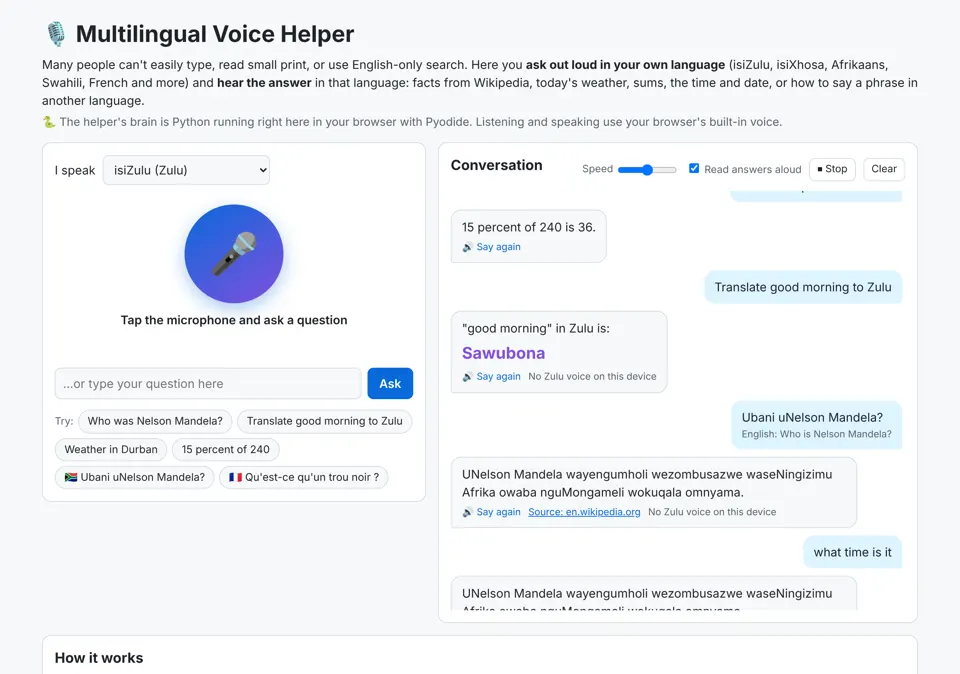 Multilingual Voice Helper
Many people can't easily type, read small print, or use English-only search. Here you ask out loud in your own language (isiZulu, isiXhosa, Afrikaans,
Swahili, French and more) and hear the answer in that language: facts from Wikipedia, today's weather, sums, the time and date, or how to say a phrase in
another language.
The helper's brain is Python running right here in your browser with Pyodide. Listening and speaking use your browser's built-in voice.
I speak isiZulu (Zulu)
Tap the microphone and ask a question
...or type your question here
Ask
Try: Who was Nelson Mandela? Translate good morning to Zulu
Weather in Durban 15 percent of 240
Ubani uNelson Mandela? Qu'est-ce qu'un trou noir ?
Conversation
Speed Read answers aloud Stop Clear
15 percent of 240 is 36.
Say again
Translate good morning to Zulu
"good morning" in Zulu is:
Sawubona
Say again No Zulu voice on this device
Ubani uNelson Mandela?
English: Who is Nelson Mandela?
UNelson Mandela wayengumholi wezombusazwe waseNingizimu
Afrika owaba nguMongameli wokuqala omnyama.
Say again Source: en.wikipedia.org No Zulu voice on this device
what time is it
UNelson Mandela wayengumholi wezombusazwe waseNingizimu
Afrika owaba nguMongameli wokuqala omnyama.
How it works